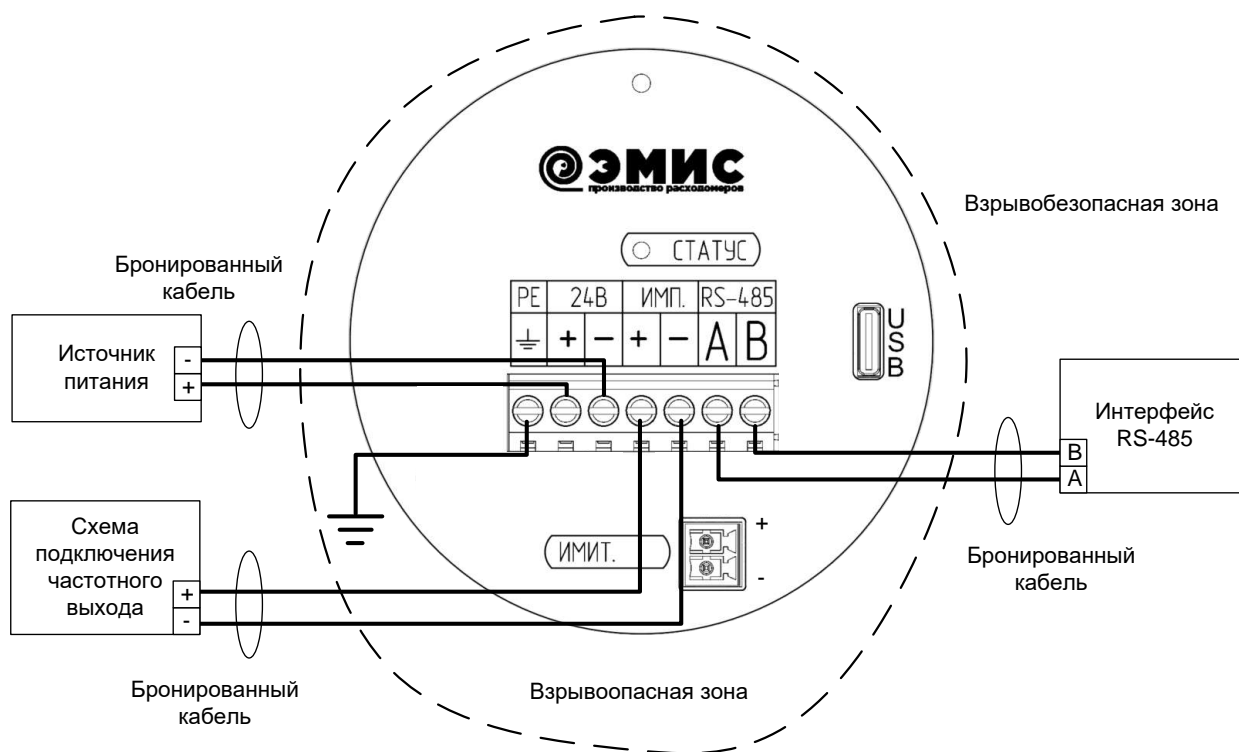 ЭМИС
производство расходомеров
Взрывобезопасная зона
СТАТУС
Бронированный
кабель
PE 24В ИМП. RS-485
+ − + − A B
USB
Источник
питания
-
+
Интерфейс
RS-485
B
A
Схема
подключения
частотного
выхода
+
-
ИМИТ.
+
-
Бронированный
кабель
Бронированный
кабель
Взрывоопасная зона